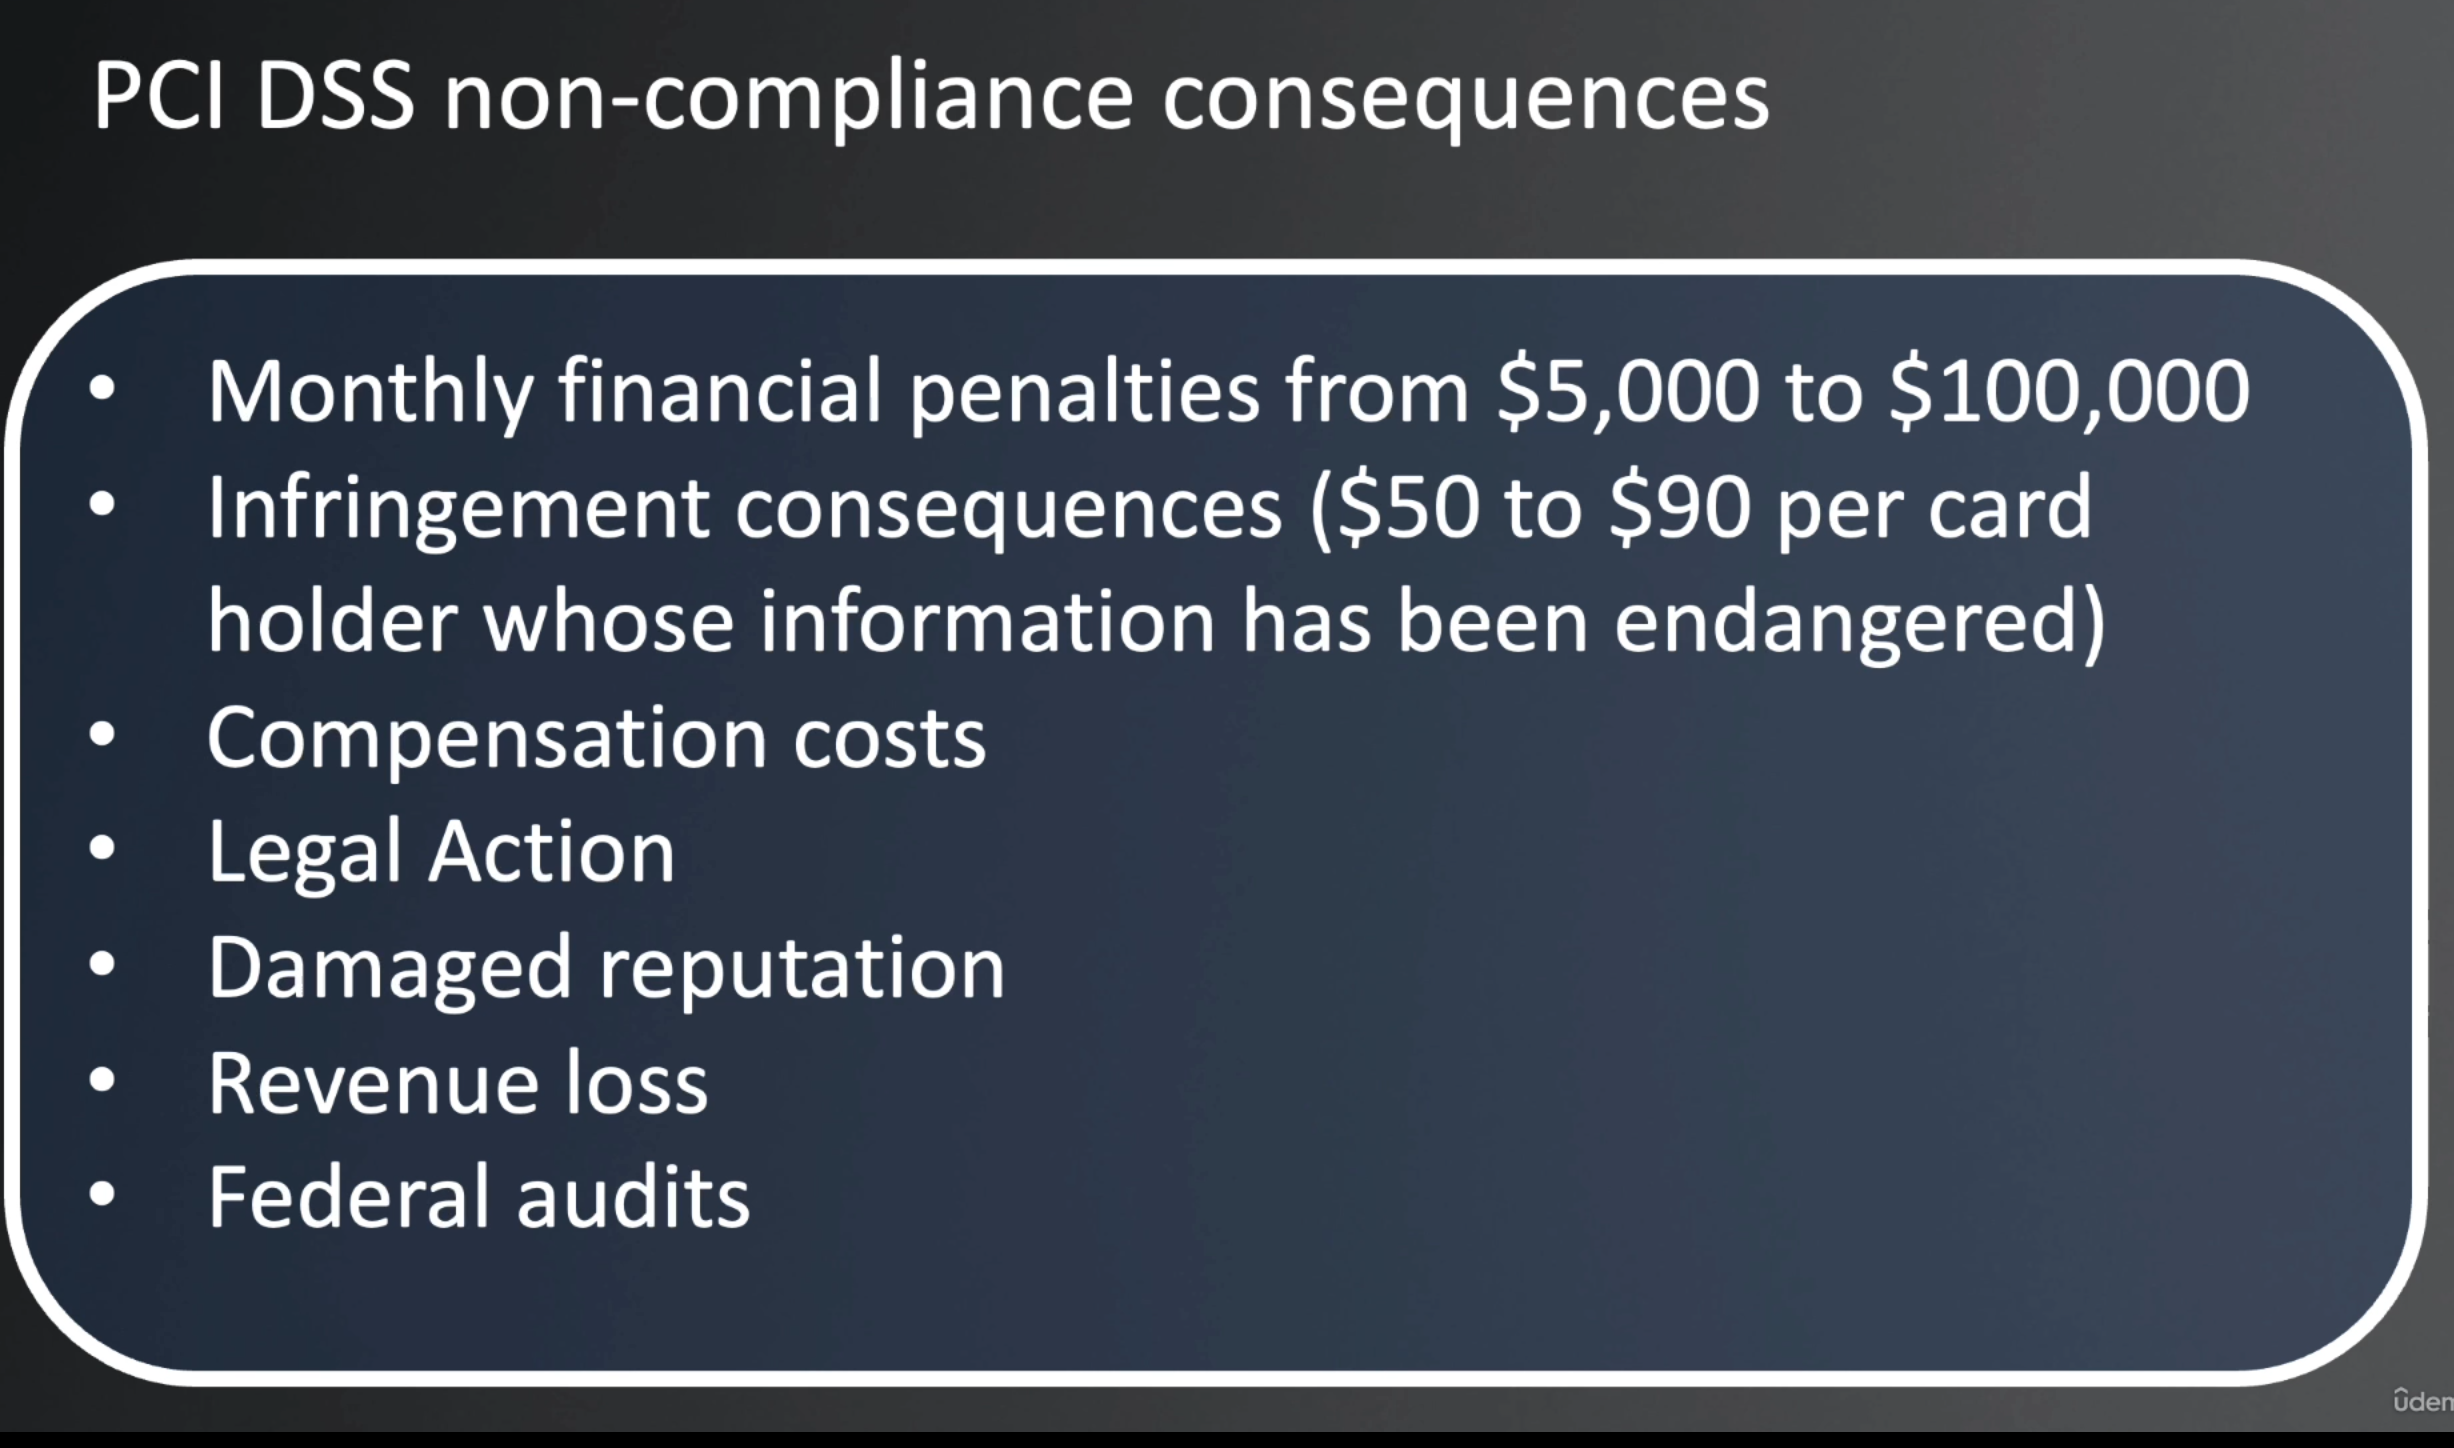 PCI DSS non-compliance consequences
• Monthly financial penalties from $5,000 to $100,000
• Infringement consequences ($50 to $90 per card
holder whose information has been endangered)
• Compensation costs
• Legal Action
• Damaged reputation
• Revenue loss
• Federal audits
ûdem